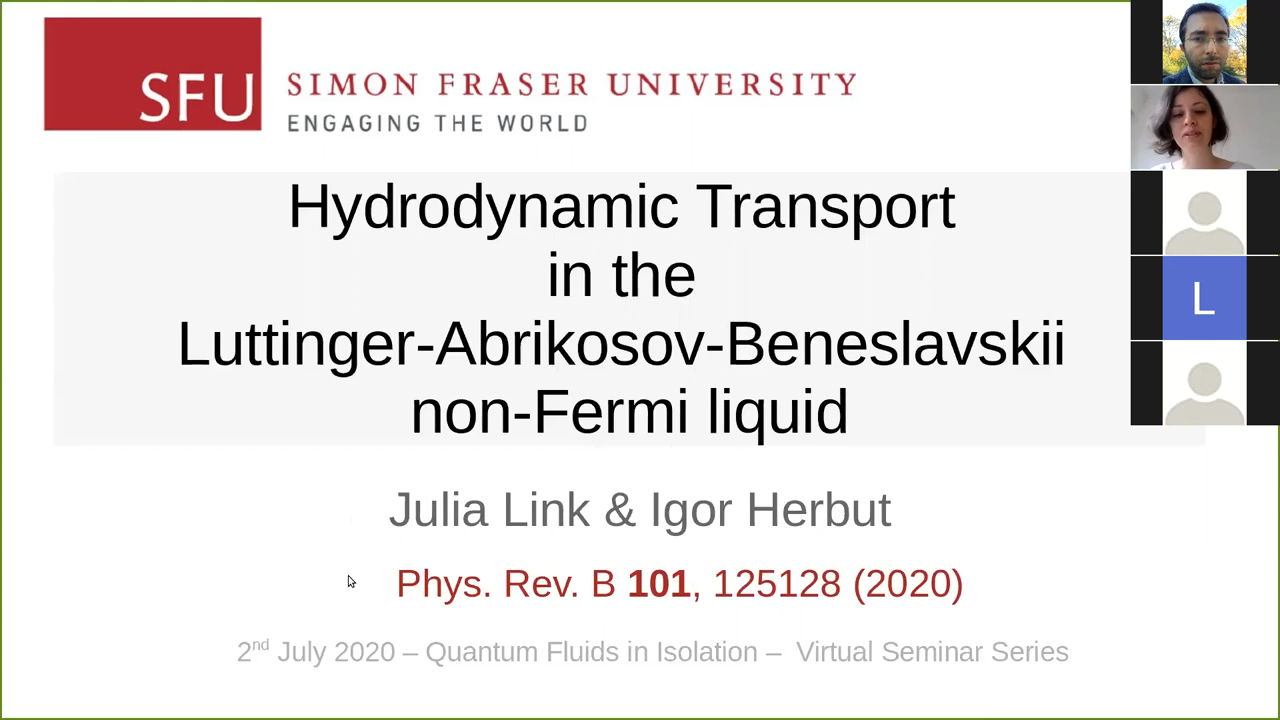 SFU SIMON FRASER UNIVERSITY
ENGAGING THE WORLD
Hydrodynamic Transport
in the
Luttinger-Abrikosov-Beneslavskii
non-Fermi liquid
L
Julia Link & Igor Herbut
Phys. Rev. B 101, 125128 (2020)
2nd July 2020 – Quantum Fluids in Isolation – Virtual Seminar Series